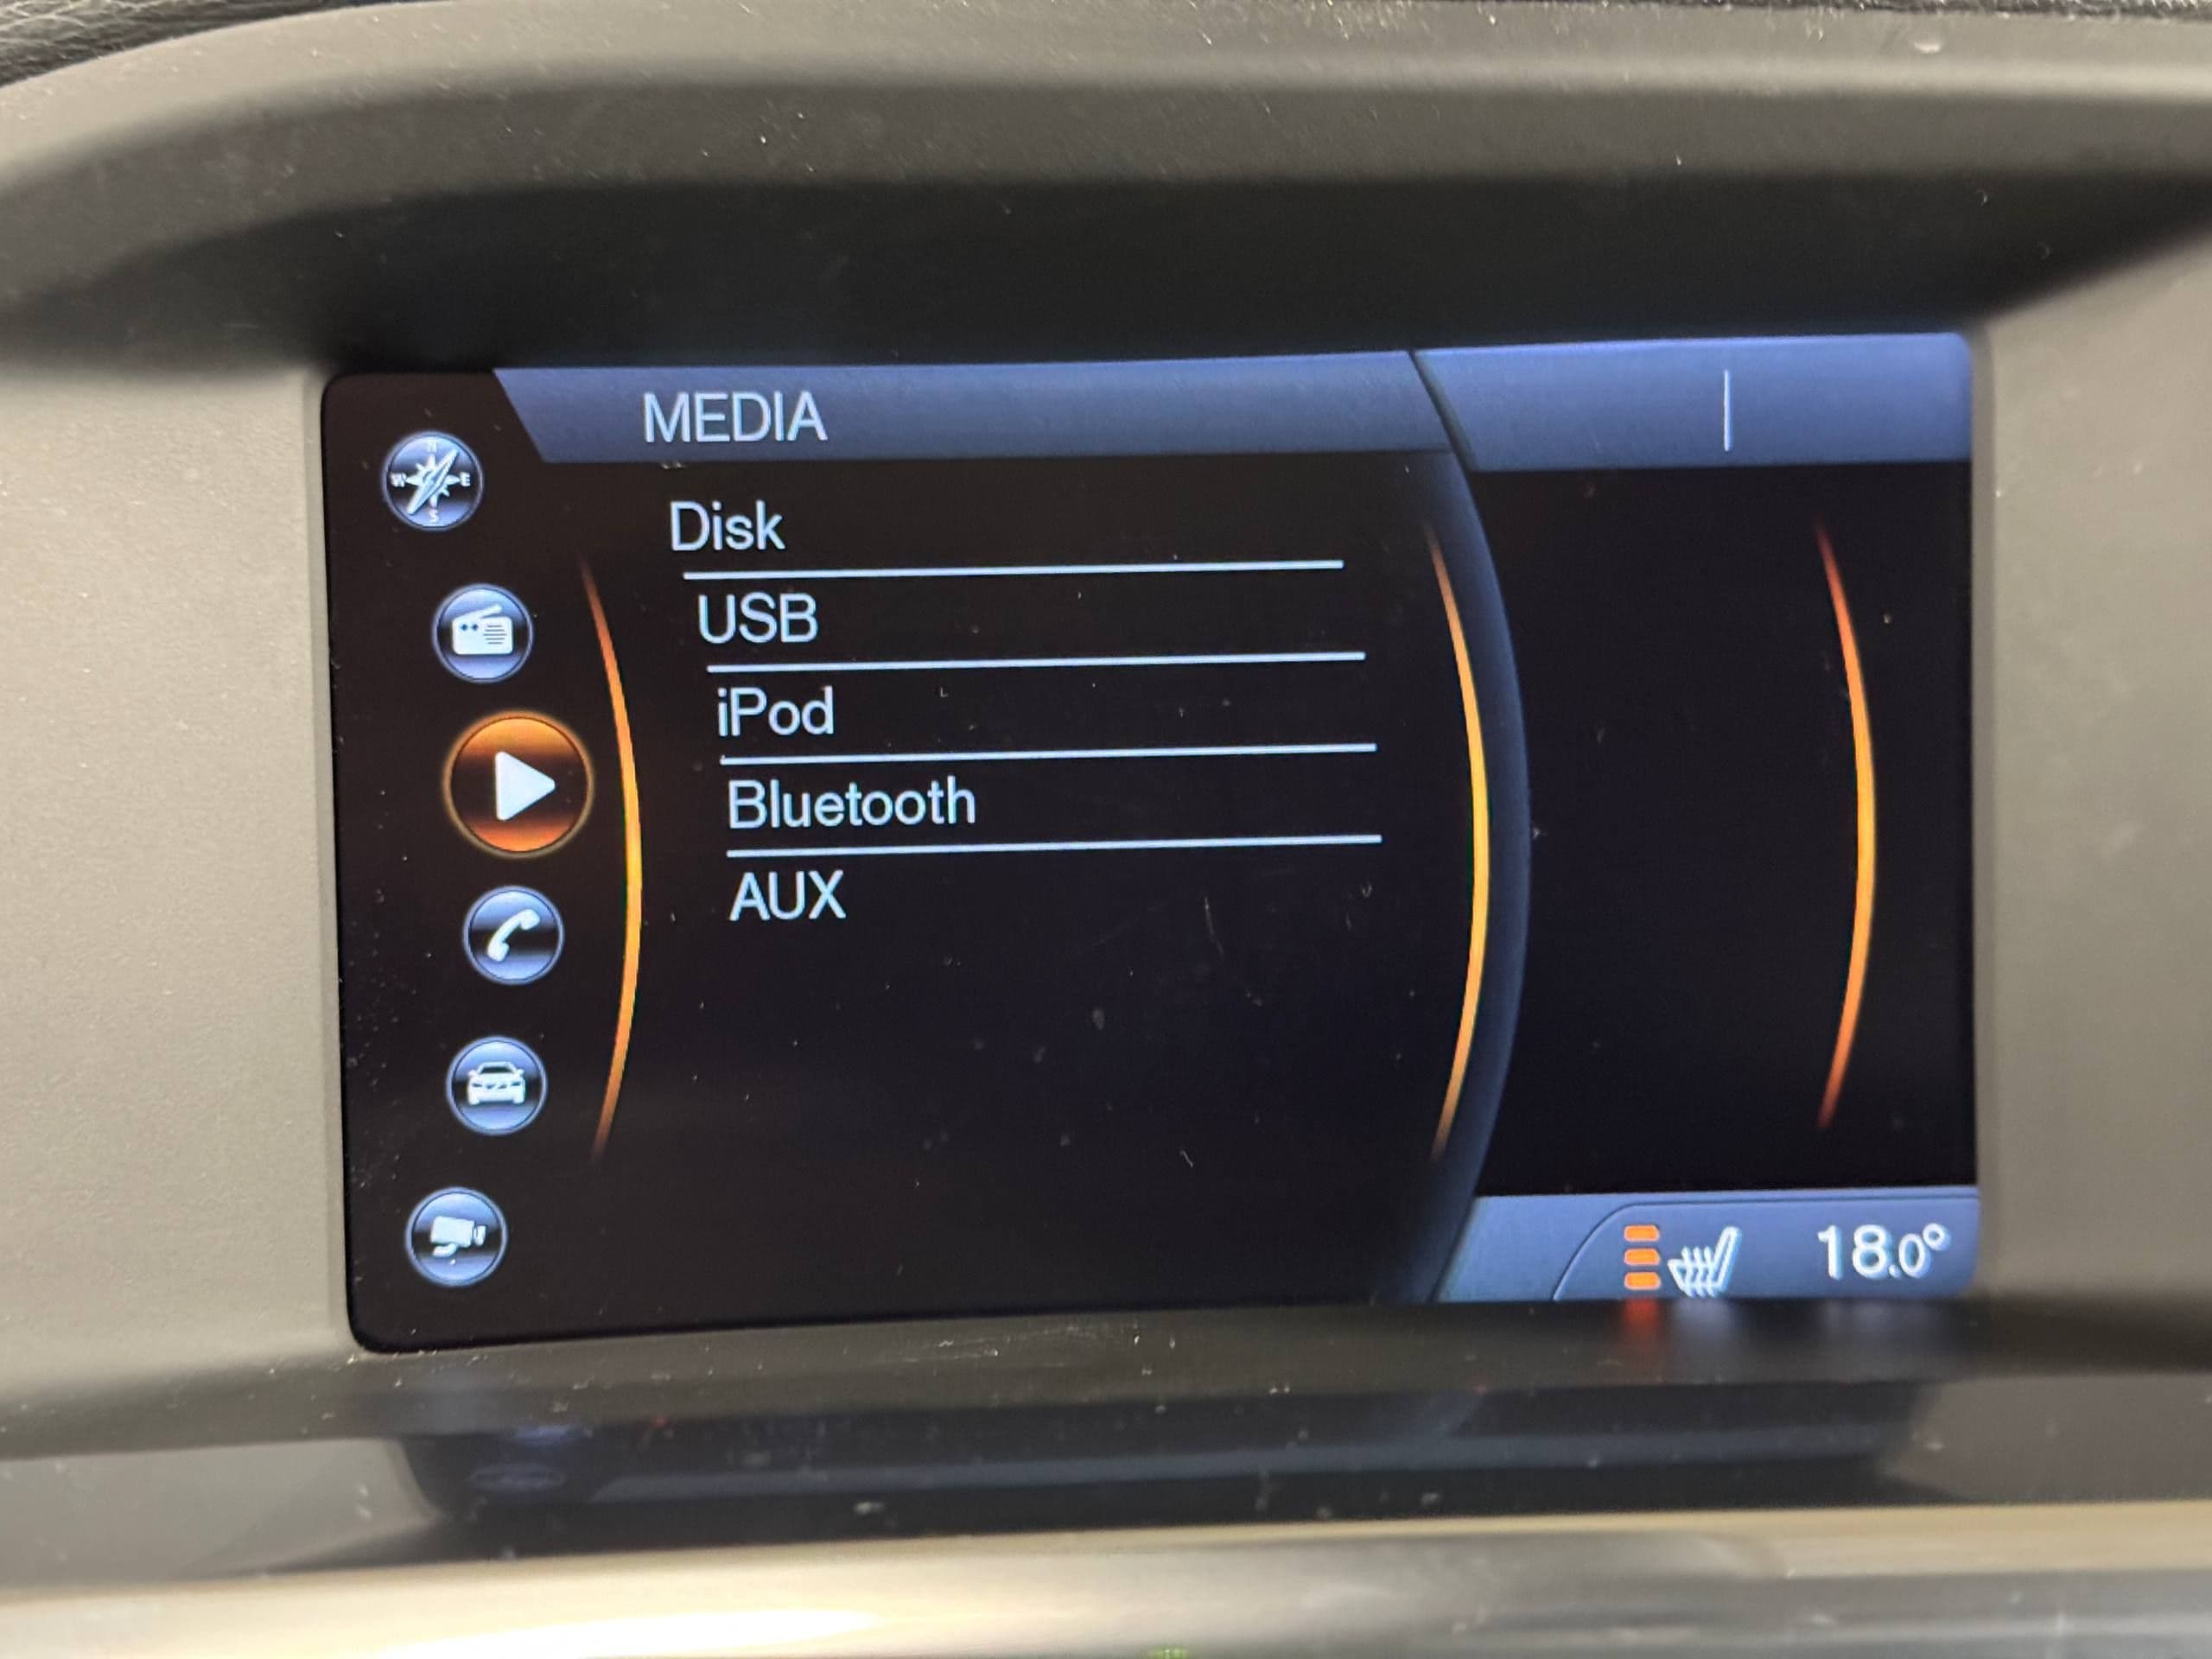 MEDIA
Disk
USB
iPod
Bluetooth
AUX
18.0°
N
W E
S